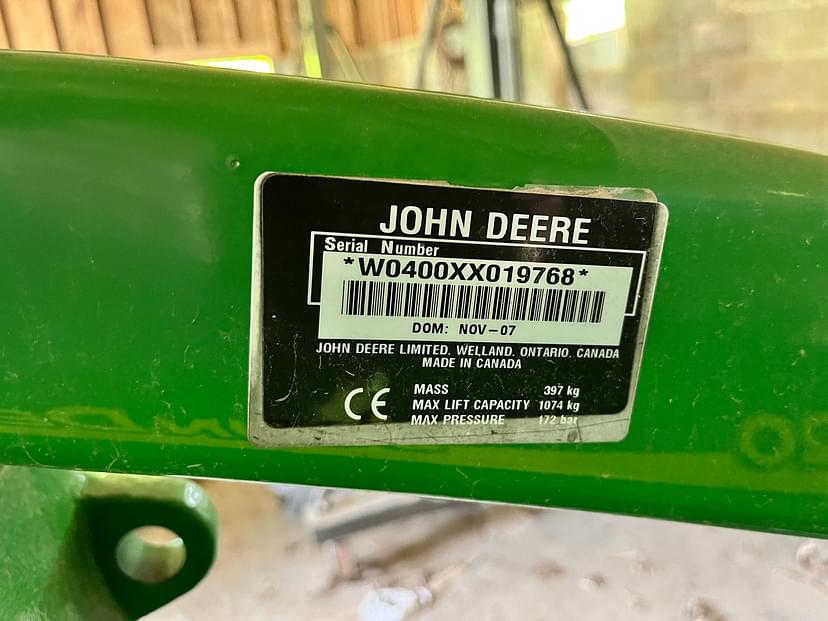 JOHN DEERE
Serial Number
*W0400XX019768*
DOM: NOV-07
JOHN DEERE LIMITED. WELLAND. ONTARIO. CANADA
MADE IN CANADA
CE
MASS 397 kg
MAX LIFT CAPACITY 1074 kg
MAX PRESSURE 172 bar